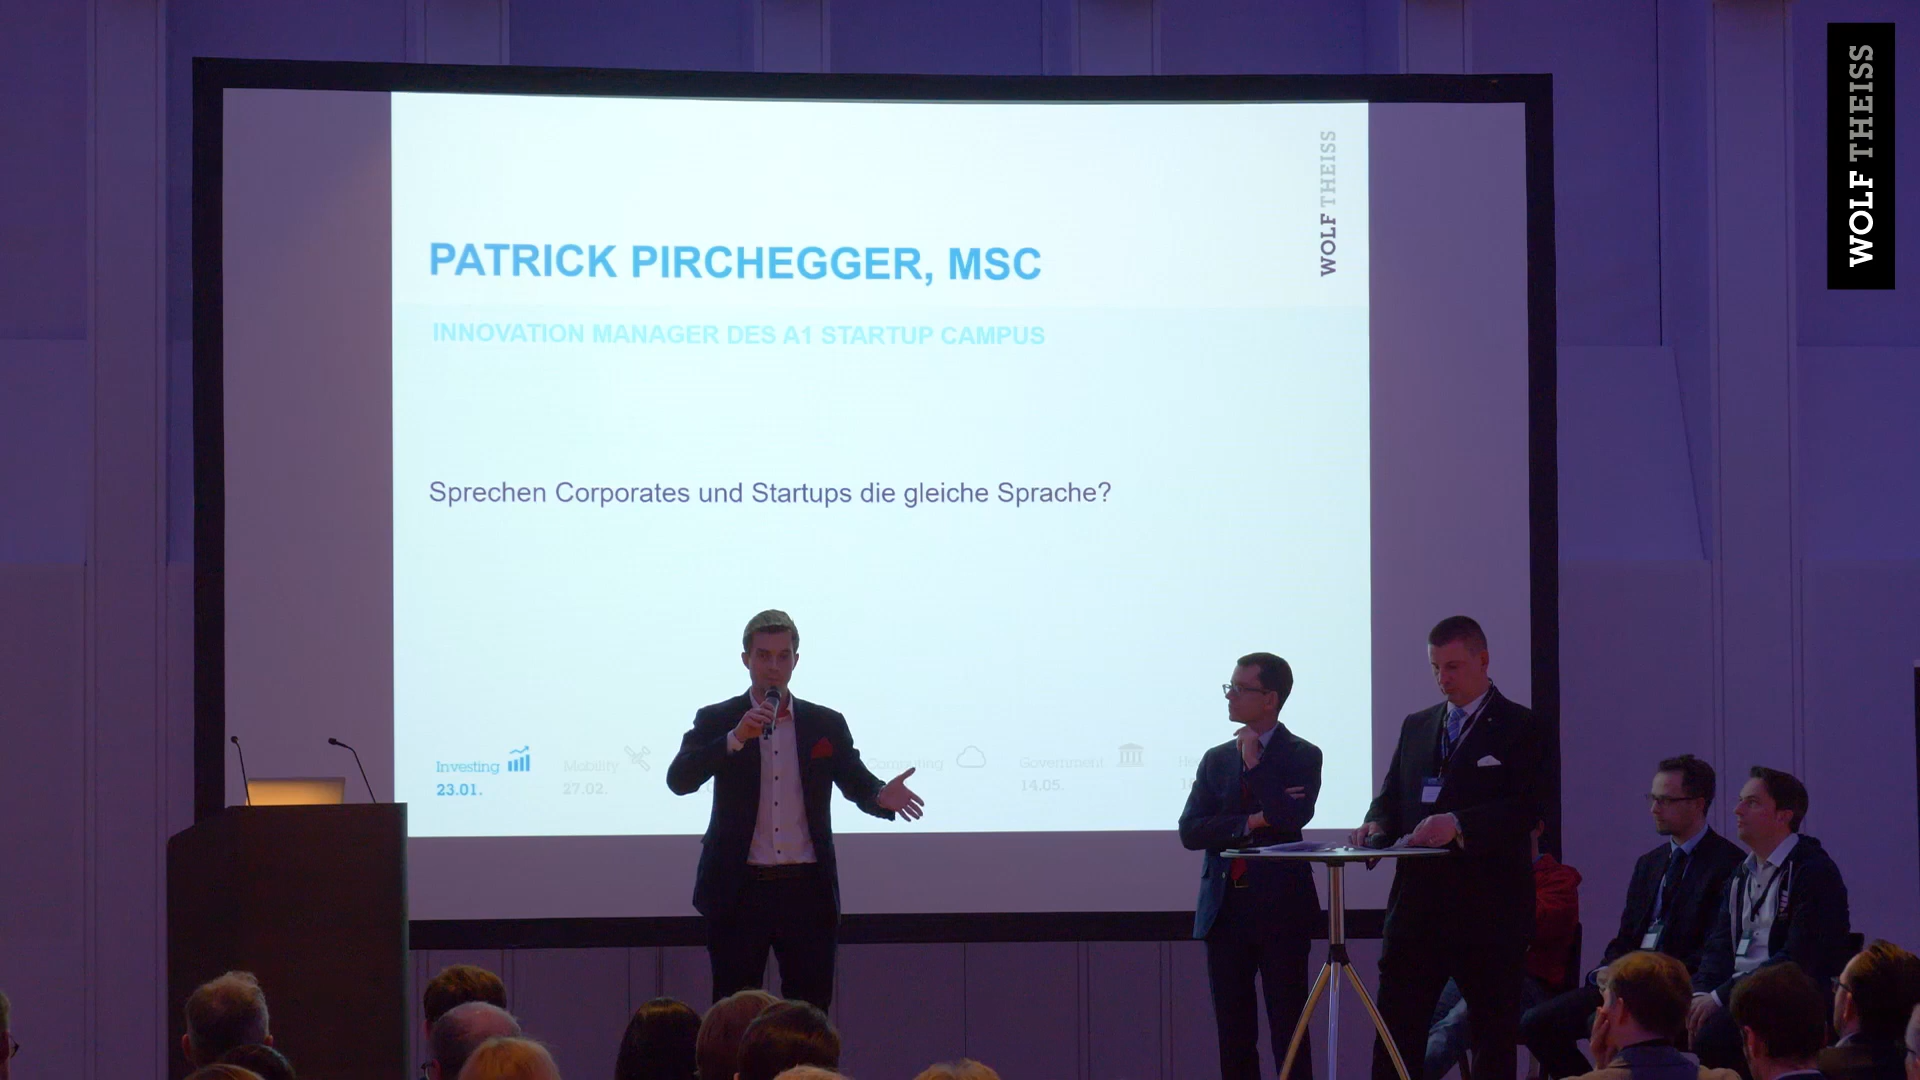 WOLF THEISS
WOLF THEISS
PATRICK PIRCHEGGER, MSC
INNOVATION MANAGER DES A1 STARTUP CAMPUS
Sprechen Corporates und Startups die gleiche Sprache?
Investing
23.01.
Mobility
27.02.
Computing
Government
14.05.